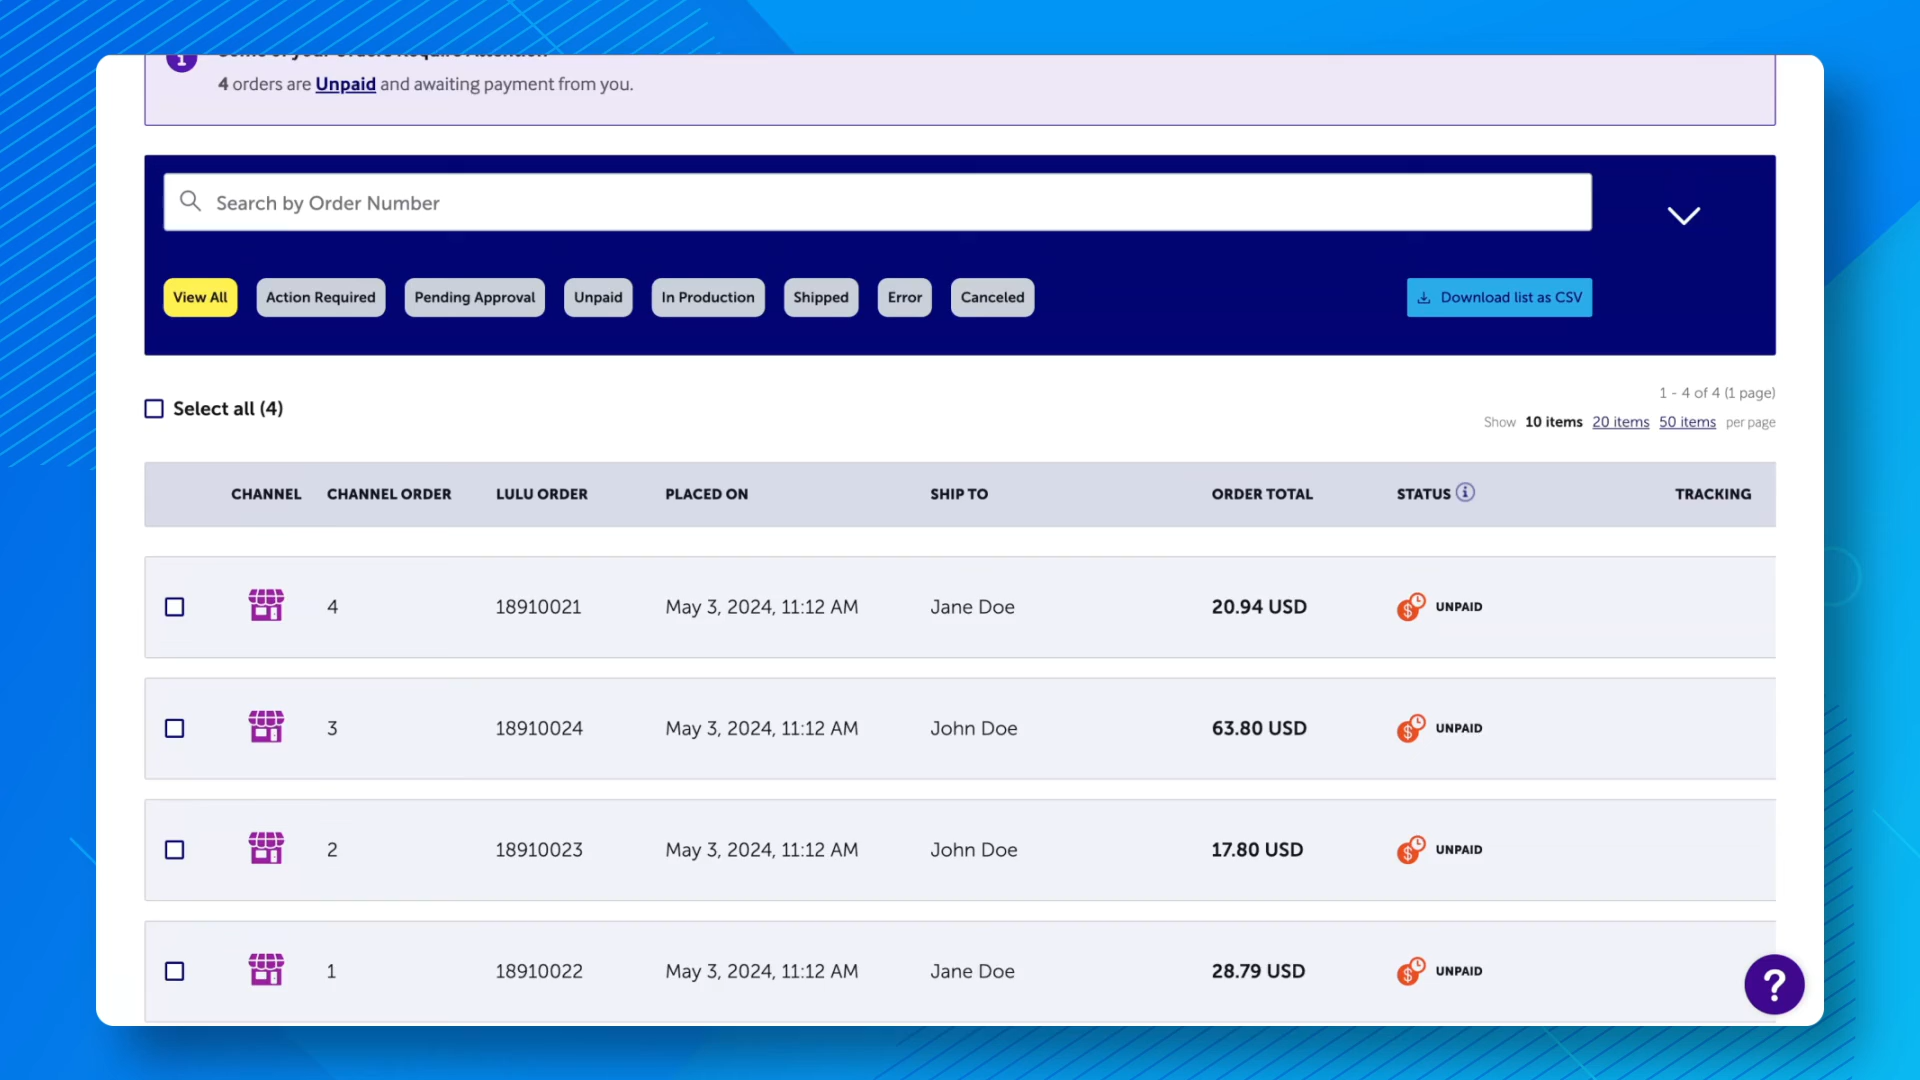 Some of your Orders Require Attention
4 orders are Unpaid and awaiting payment from you.
Search by Order Number
View All Action Required Pending Approval Unpaid In Production Shipped Error Canceled Download list as CSV
1 - 4 of 4 (1 page)
Select all (4)
Show 10 items 20 items 50 items per page
CHANNEL CHANNEL ORDER LULU ORDER PLACED ON SHIP TO ORDER TOTAL STATUS TRACKING
4 18910021 May 3, 2024, 11:12 AM Jane Doe 20.94 USD UNPAID
3 18910024 May 3, 2024, 11:12 AM John Doe 63.80 USD UNPAID
2 18910023 May 3, 2024, 11:12 AM John Doe 17.80 USD UNPAID
1 18910022 May 3, 2024, 11:12 AM Jane Doe 28.79 USD UNPAID
?